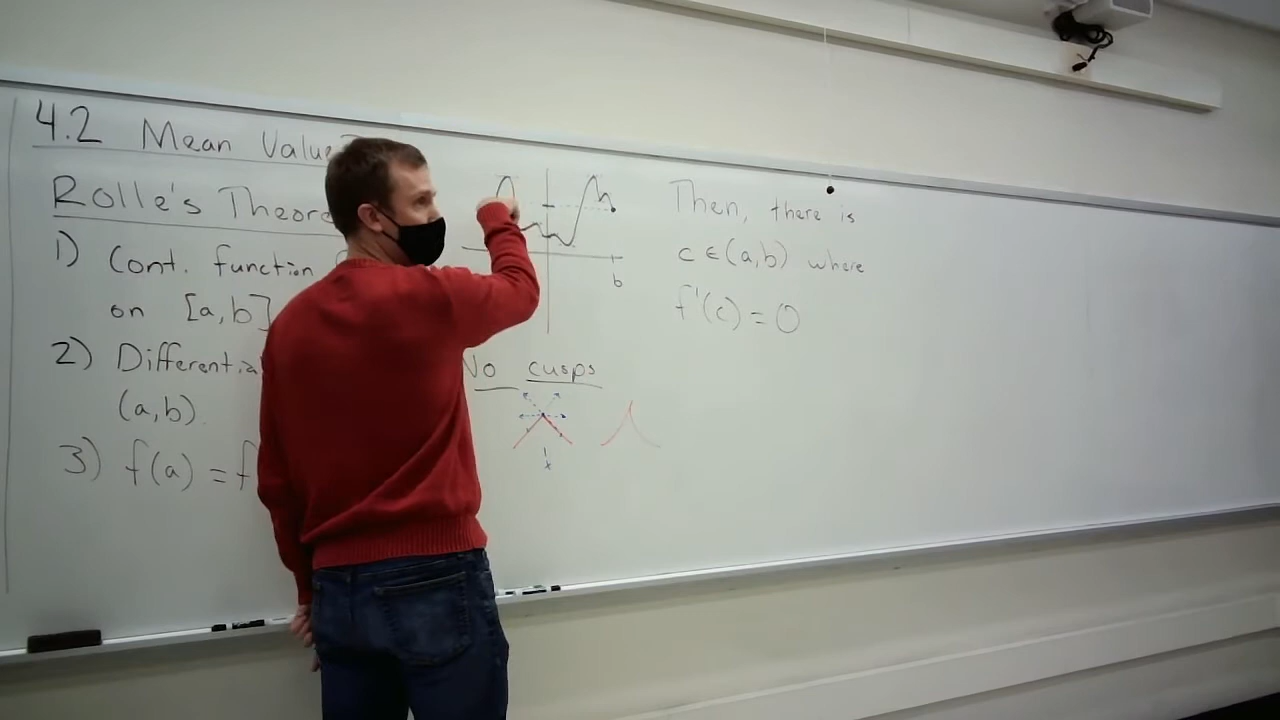 4.2 Mean Value
Rolle's Theore
1) Cont. function
on [a,b]
2) Differentia
(a,b).
3) f(a) = f
b
No cusps
x
Then, there is
c ∈ (a,b) where
f'(c) = 0